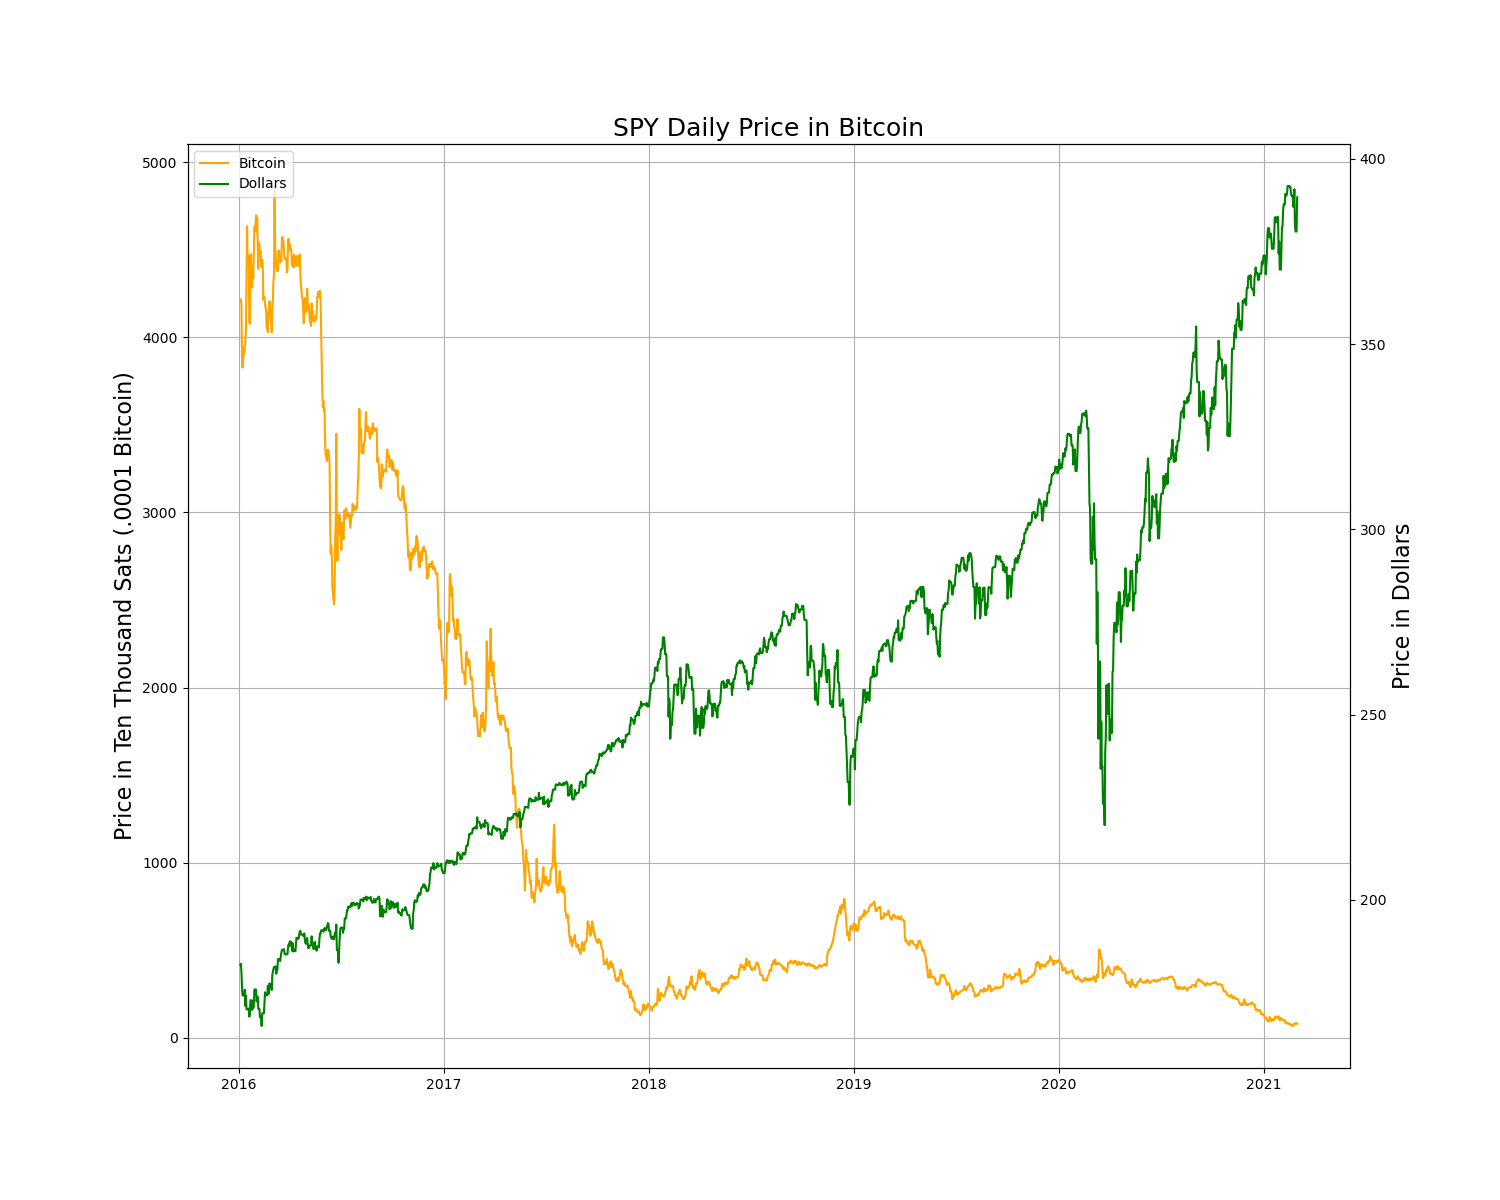 SPY Daily Price in Bitcoin
Bitcoin
Dollars
5000
4000
3000
2000
1000
0
Price in Ten Thousand Sats (.0001 Bitcoin)
400
350
300
250
200
Price in Dollars
2016 2017 2018 2019 2020 2021